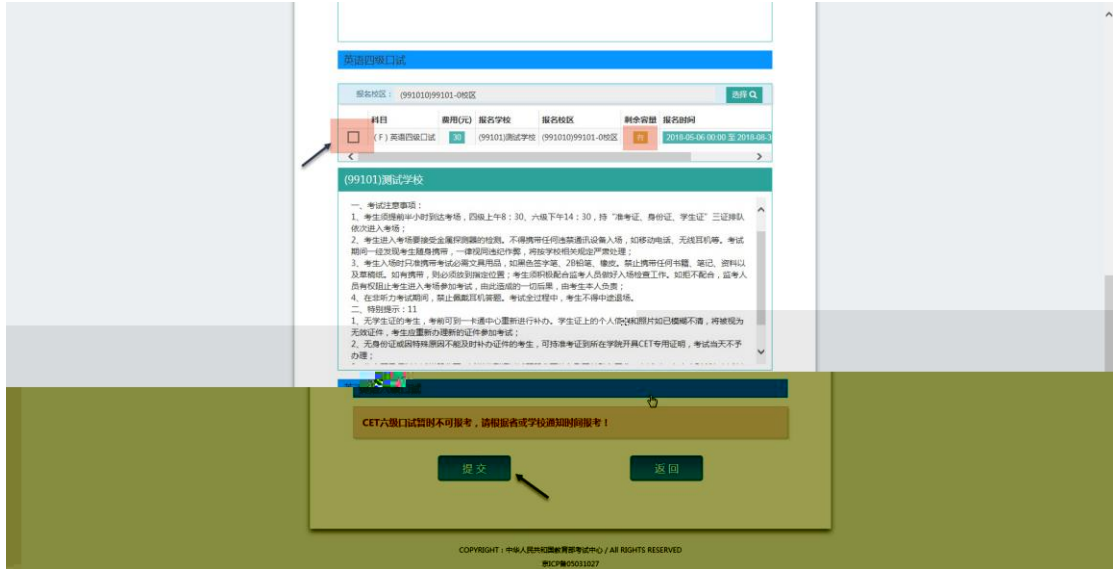 英语四级口试
报名校区： (991010)99101-0校区 选择
科目 费用(元) 报名学校 报名校区 剩余容量 报名时间
（F）英语四级口试 30 (99101)测试学校 (991010)99101-0校区 2018-05-06 00:00 至 2018-08-3
(99101)测试学校
一、考试注意事项：
1、考生须提前半小时到达考场，四级上午8：30、六级下午14：30，持“准考证、身份证、学生证”三证排队
依次进入考场；
2、考生进入考场要接受金属探测器的检测。不得携带任何违禁通讯设备入场，如移动电话、无线耳机等。考试
期间一经发现考生随身携带，一律视同违纪作弊，将按学校相关规定严肃处理；
3、考生入场时只准携带考试必需文具用品，如黑色签字笔、2B铅笔、橡皮。禁止携带任何书籍、笔记、资料以
及草稿纸。如有携带，则必须放到指定位置；考生须积极配合监考人员做好入场检查工作。如拒不配合，监考人
员有权阻止考生进入考场参加考试，由此造成的一切后果，由考生本人负责；
4、在非听力考试期间，禁止佩戴耳机答题。考试全过程中，考生不得中途退场。
二、特别提示：11
1、无学生证的考生，考前可到一卡通中心重新进行补办。学生证上的个人信息和照片如已模糊不清，将被视为
无效证件，考生应重新办理新的证件参加考试；
2、无身份证或因特殊原因不能及时补办证件的考生，可持准考证到所在学院开具CET专用证明，考试当天不予
办理；
CET六级口试暂时不可报考，请根据省或学校通知时间报考！
提 交 返 回
COPYRIGHT：中华人民共和国教育部考试中心 / All RIGHTS RESERVED
京ICP备05031027